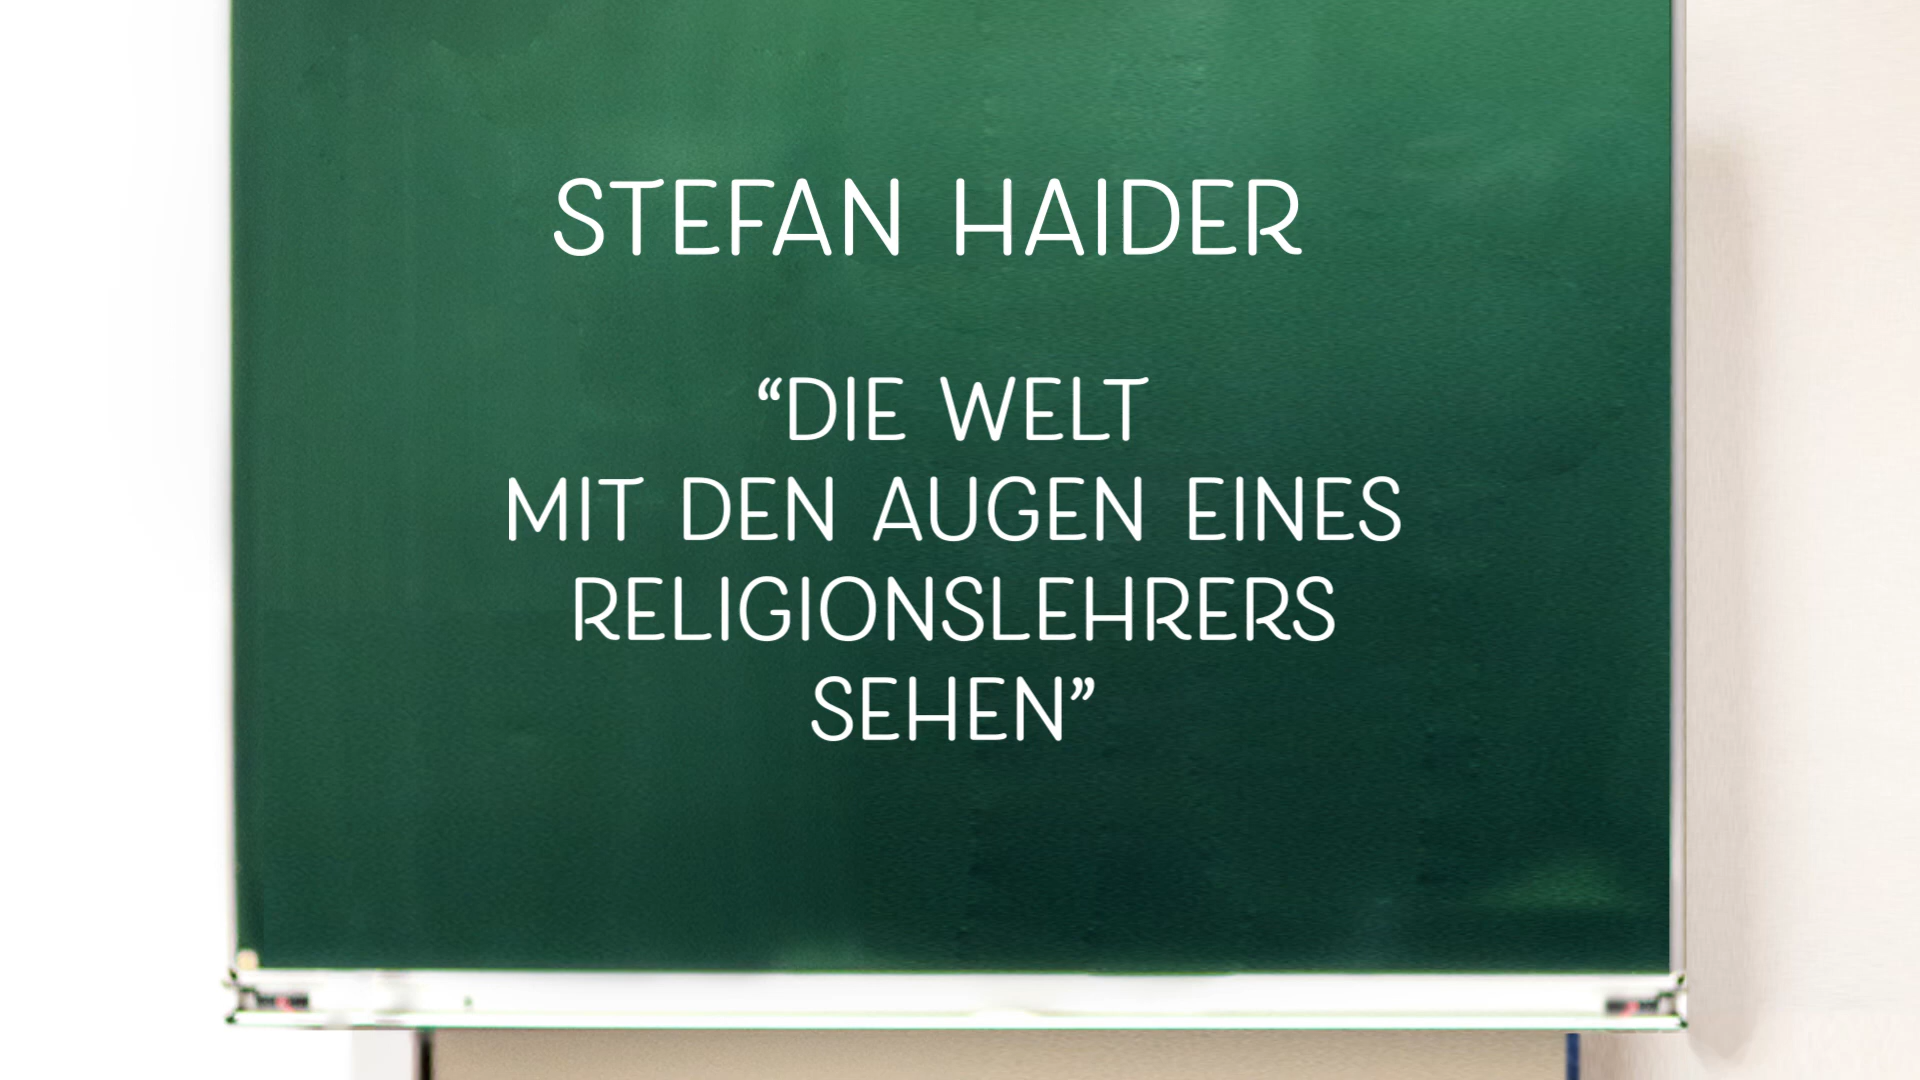 STEFAN HAIDER
“DIE WELT
MIT DEN AUGEN EINES
RELIGIONSLEHRERS
SEHEN”